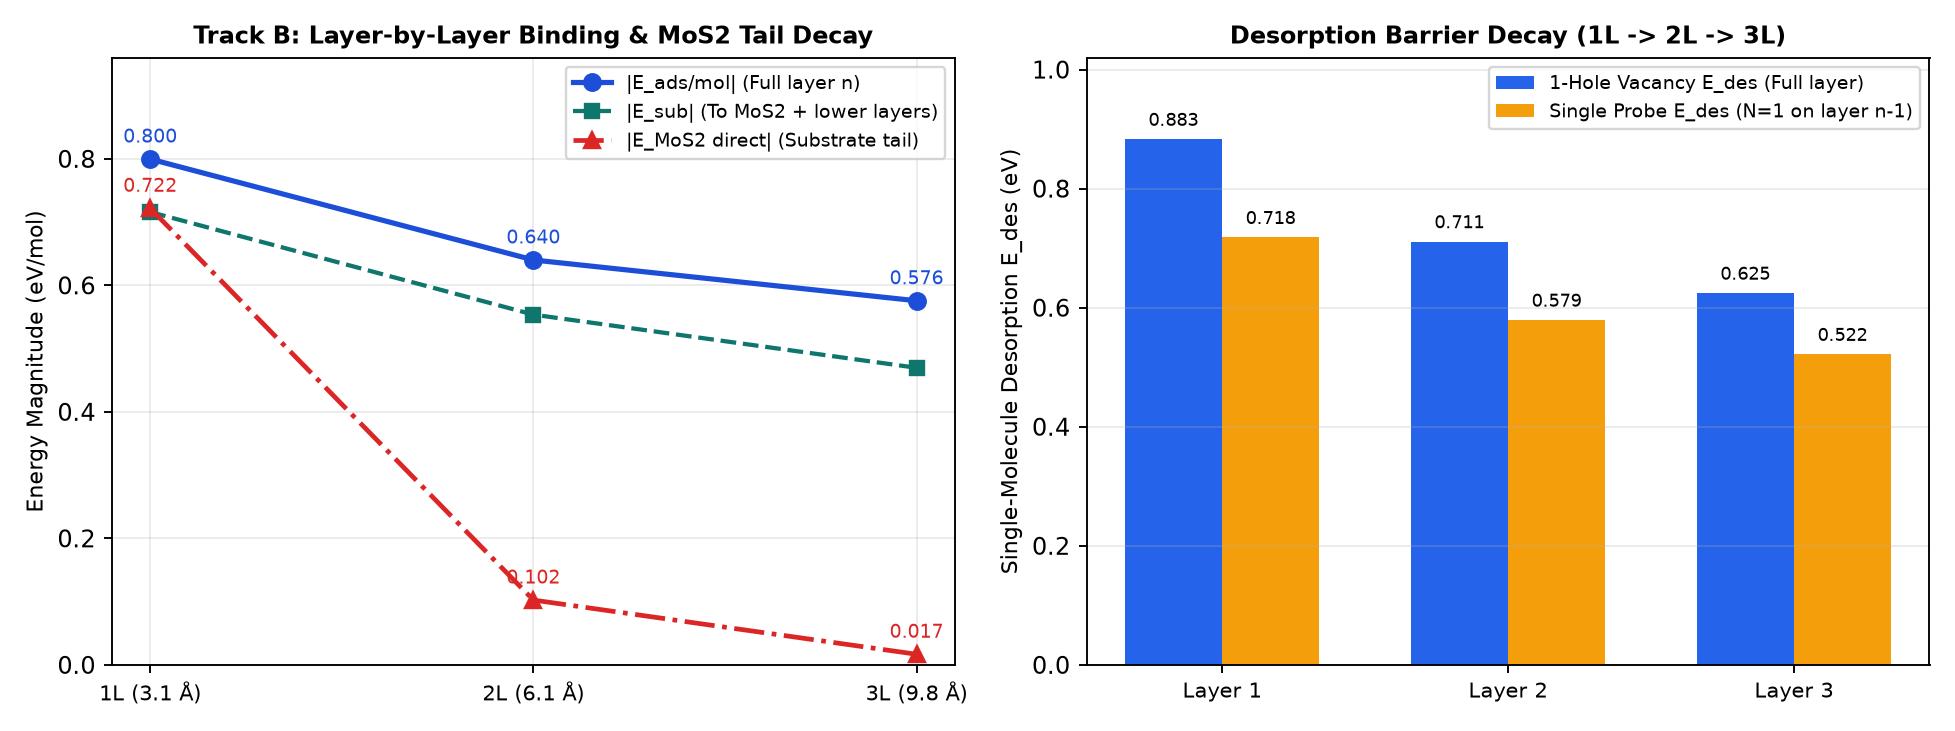 Track B: Layer-by-Layer Binding & MoS2 Tail Decay
|E_ads/mol| (Full layer n)
|E_sub| (To MoS2 + lower layers)
|E_MoS2 direct| (Substrate tail)
Energy Magnitude (eV/mol)
0.8
0.6
0.4
0.2
0.0
0.800
0.722
0.640
0.576
0.102
0.017
1L (3.1 Å)
2L (6.1 Å)
3L (9.8 Å)
Desorption Barrier Decay (1L -> 2L -> 3L)
1-Hole Vacancy E_des (Full layer)
Single Probe E_des (N=1 on layer n-1)
Single-Molecule Desorption E_des (eV)
1.0
0.8
0.6
0.4
0.2
0.0
0.883
0.718
0.711
0.579
0.625
0.522
Layer 1
Layer 2
Layer 3